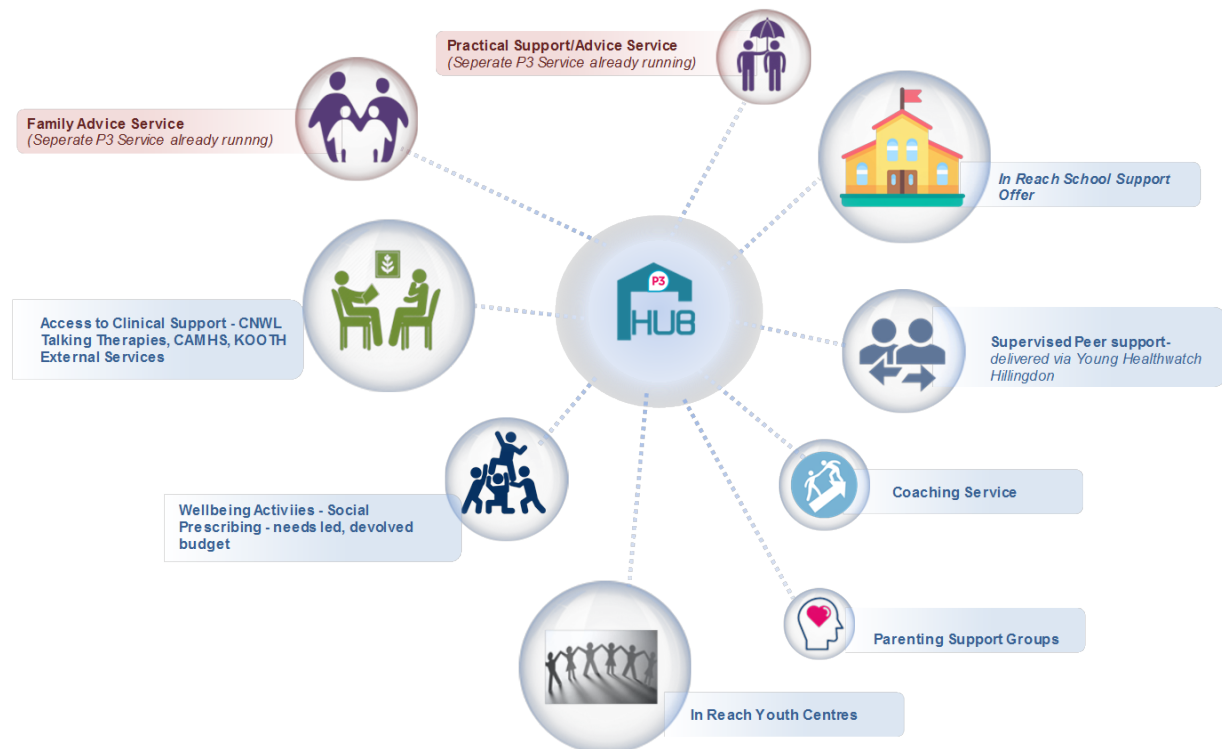 Practical Support/Advice Service
(Seperate P3 Service already running)
Family Advice Service
(Seperate P3 Service already runnng)
In Reach School Support
Offer
P3
HUB
Access to Clinical Support - CNWL
Talking Therapies, CAMHS, KOOTH
External Services
Supervised Peer support-
delivered via Young Healthwatch
Hillingdon
Wellbeing Activiies - Social
Prescribing - needs led, devolved
budget
Coaching Service
Parenting Support Groups
In Reach Youth Centres